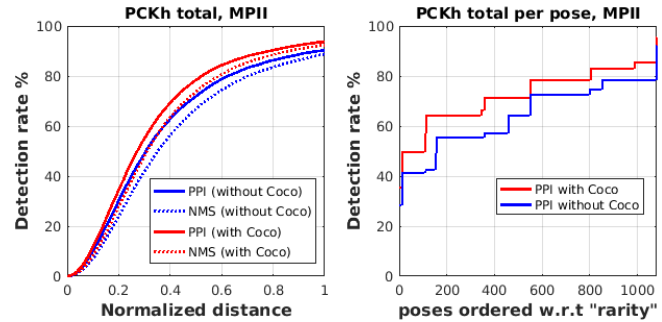 PCKh total, MPII
Detection rate %
100
80
60
40
20
0
0
0.2
0.4
0.6
0.8
1
Normalized distance
PPI (without Coco)
NMS (without Coco)
PPI (with Coco)
NMS (with Coco)
PCKh total per pose, MPII
Detection rate %
100
80
60
40
20
0
0
200
400
600
800
1000
poses ordered w.r.t "rarity"
PPI with Coco
PPI without Coco